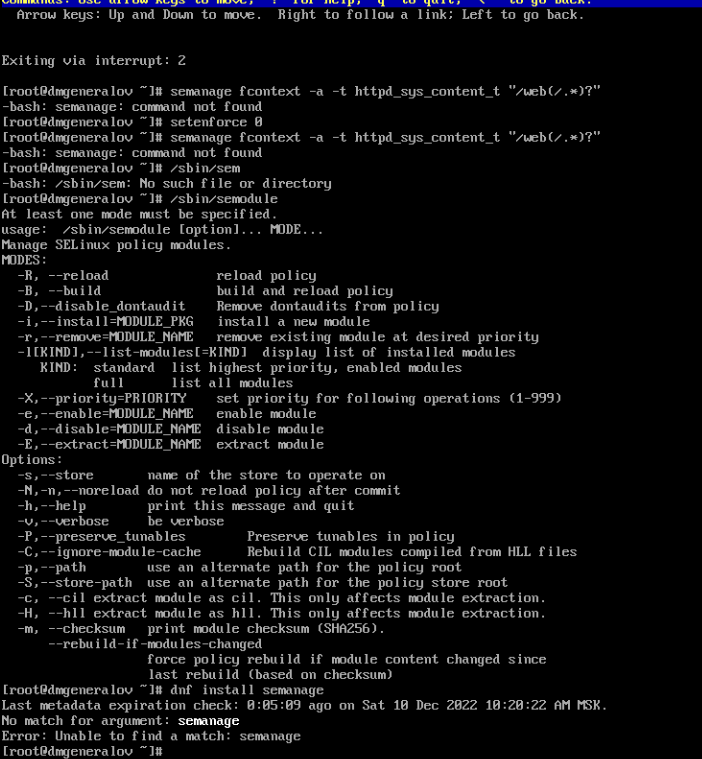 Commands: Use arrow keys to move, '?' for help, 'q' to quit, '<-' to go back.
  Arrow keys: Up and Down to move.  Right to follow a link; Left to go back.
Exiting via interrupt: 2
[root@dmgeneralov ~]# semanage fcontext -a -t httpd_sys_content_t "/web(/.*)?"
-bash: semanage: command not found
[root@dmgeneralov ~]# setenforce 0
[root@dmgeneralov ~]# semanage fcontext -a -t httpd_sys_content_t "/web(/.*)?"
-bash: semanage: command not found
[root@dmgeneralov ~]# /sbin/sem
-bash: /sbin/sem: No such file or directory
[root@dmgeneralov ~]# /sbin/semodule
At least one mode must be specified.
usage:  /sbin/semodule [option]... MODE...
Manage SELinux policy modules.
MODES:
  -R, --reload              reload policy
  -B, --build               build and reload policy
  -D,--disable_dontaudit    Remove dontaudits from policy
  -i,--install=MODULE_PKG   install a new module
  -r,--remove=MODULE_NAME   remove existing module at desired priority
  -l[KIND],--list-modules[=KIND]  display list of installed modules
     KIND:  standard  list highest priority, enabled modules
            full      list all modules
  -X,--priority=PRIORITY    set priority for following operations (1-999)
  -e,--enable=MODULE_NAME   enable module
  -d,--disable=MODULE_NAME  disable module
  -E,--extract=MODULE_NAME  extract module
Options:
  -s,--store       name of the store to operate on
  -N,-n,--noreload do not reload policy after commit
  -h,--help        print this message and quit
  -v,--verbose     be verbose
  -P,--preserve_tunables        Preserve tunables in policy
  -C,--ignore-module-cache      Rebuild CIL modules compiled from HLL files
  -p,--path        use an alternate path for the policy root
  -S,--store-path  use an alternate path for the policy store root
  -c, --cil extract module as cil. This only affects module extraction.
  -H, --hll extract module as hll. This only affects module extraction.
  -m, --checksum   print module checksum (SHA256).
      --rebuild-if-modules-changed
                   force policy rebuild if module content changed since
                   last rebuild (based on checksum)
[root@dmgeneralov ~]# dnf install semanage
Last metadata expiration check: 0:05:09 ago on Sat 10 Dec 2022 10:20:22 AM MSK.
No match for argument: semanage
Error: Unable to find a match: semanage
[root@dmgeneralov ~]#